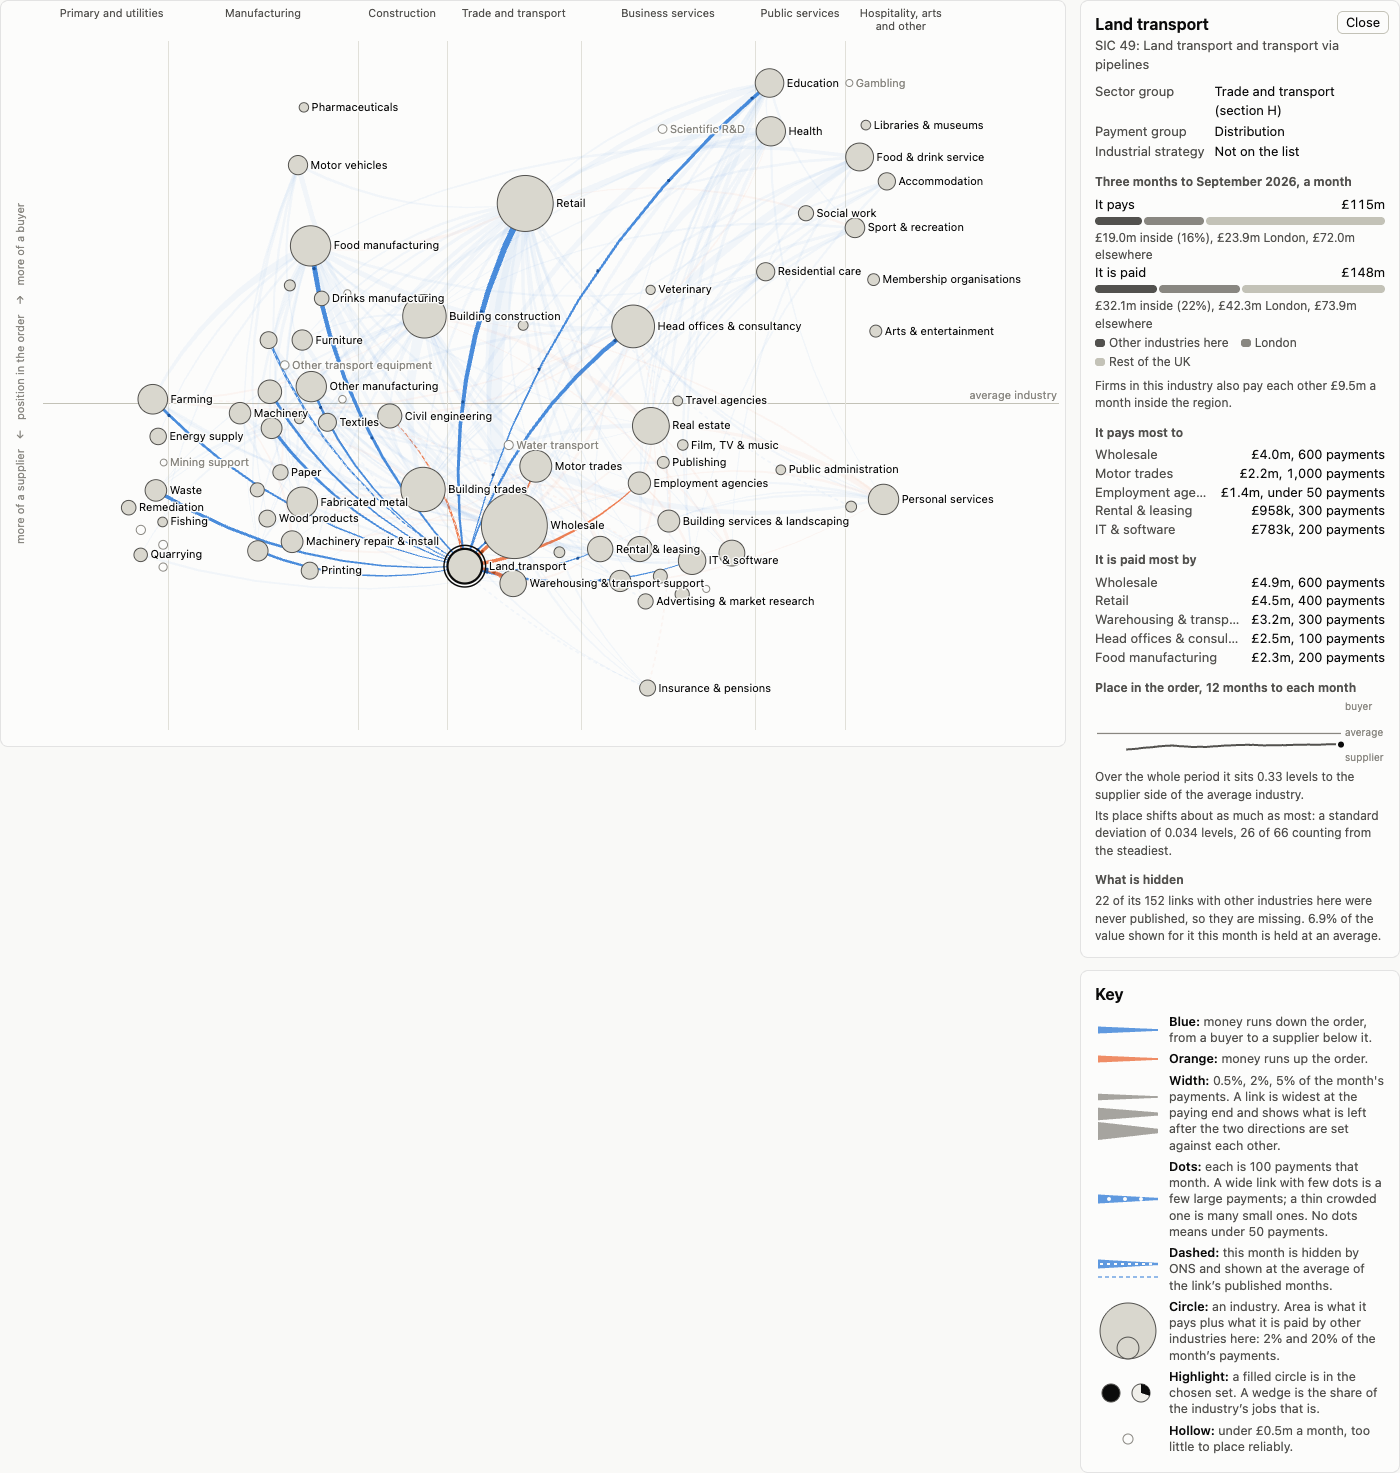 Primary and utilities
Manufacturing
Construction
Trade and transport
Business services
Public services
Hospitality, arts
and other
more of a supplier ← position in the order → more of a buyer
Education
Gambling
Pharmaceuticals
Scientific R&D
Health
Libraries & museums
Motor vehicles
Food & drink service
Accommodation
Retail
Social work
Sport & recreation
Food manufacturing
Residential care
Membership organisations
Veterinary
Drinks manufacturing
Building construction
Head offices & consultancy
Arts & entertainment
Furniture
Other transport equipment
Other manufacturing
average industry
Farming
Travel agencies
Machinery
Civil engineering
Textiles
Real estate
Energy supply
Water transport
Film, TV & music
Mining support
Motor trades
Publishing
Public administration
Paper
Employment agencies
Waste
Building trades
Personal services
Fabricated metal
Remediation
Fishing
Wood products
Wholesale
Building services & landscaping
Machinery repair & install
Rental & leasing
Quarrying
IT & software
Land transport
Printing
Warehousing & transport support
Advertising & market research
Insurance & pensions
Land transport
Close
SIC 49: Land transport and transport via
pipelines
Sector group Trade and transport
(section H)
Payment group Distribution
Industrial strategy Not on the list
Three months to September 2026, a month
It pays £115m
£19.0m inside (16%), £23.9m London, £72.0m
elsewhere
It is paid £148m
£32.1m inside (22%), £42.3m London, £73.9m
elsewhere
Other industries here London
Rest of the UK
Firms in this industry also pay each other £9.5m a
month inside the region.
It pays most to
Wholesale £4.0m, 600 payments
Motor trades £2.2m, 1,000 payments
Employment age... £1.4m, under 50 payments
Rental & leasing £958k, 300 payments
IT & software £783k, 200 payments
It is paid most by
Wholesale £4.9m, 600 payments
Retail £4.5m, 400 payments
Warehousing & transp... £3.2m, 300 payments
Head offices & consul... £2.5m, 100 payments
Food manufacturing £2.3m, 200 payments
Place in the order, 12 months to each month
buyer
average
supplier
Over the whole period it sits 0.33 levels to the
supplier side of the average industry.
Its place shifts about as much as most: a standard
deviation of 0.034 levels, 26 of 66 counting from
the steadiest.
What is hidden
22 of its 152 links with other industries here were
never published, so they are missing. 6.9% of the
value shown for it this month is held at an average.
Key
Blue: money runs down the order,
from a buyer to a supplier below it.
Orange: money runs up the order.
Width: 0.5%, 2%, 5% of the month's
payments. A link is widest at the
paying end and shows what is left
after the two directions are set
against each other.
Dots: each is 100 payments that
month. A wide link with few dots is a
few large payments; a thin crowded
one is many small ones. No dots
means under 50 payments.
Dashed: this month is hidden by
ONS and shown at the average of
the link's published months.
Circle: an industry. Area is what it
pays plus what it is paid by other
industries here: 2% and 20% of the
month's payments.
Highlight: a filled circle is in the
chosen set. A wedge is the share of
the industry's jobs that is.
Hollow: under £0.5m a month, too
little to place reliably.